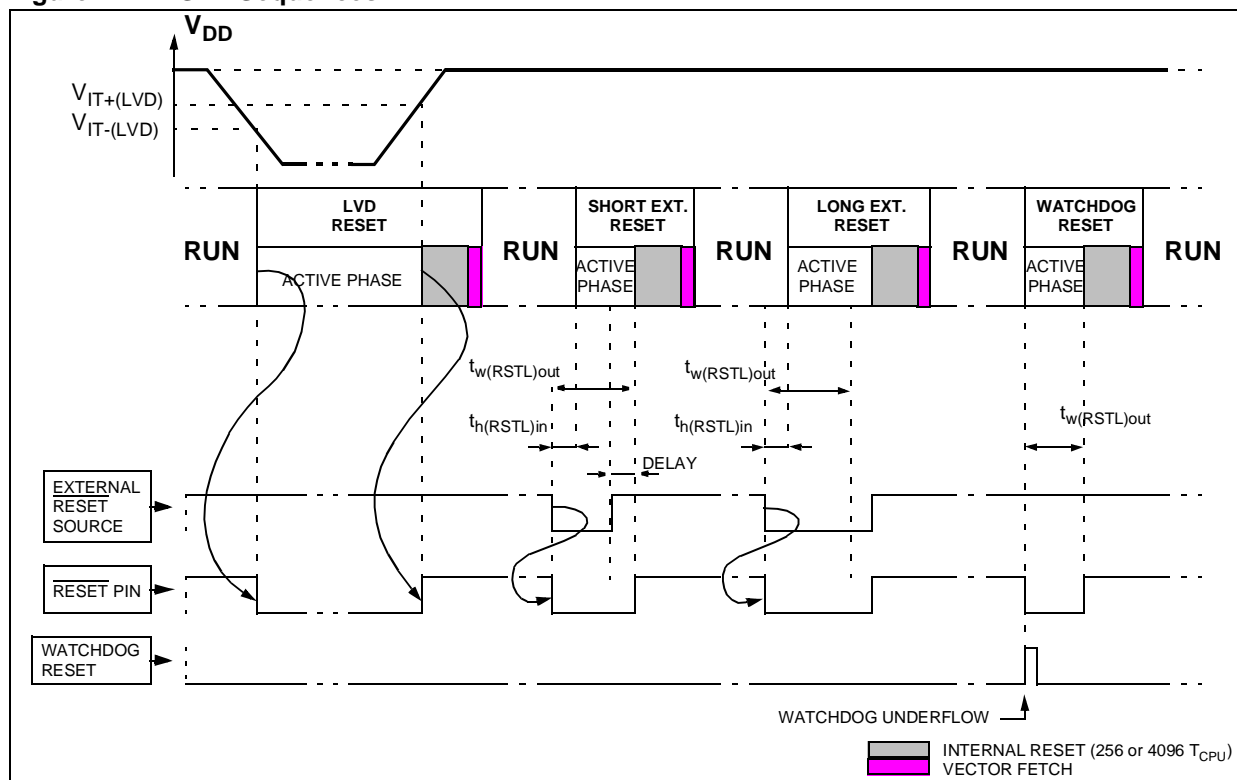 V_DD
V_IT+(LVD)
V_IT-(LVD)
LVD
RESET
SHORT EXT.
RESET
LONG EXT.
RESET
WATCHDOG
RESET
RUN
RUN
RUN
RUN
RUN
ACTIVE PHASE
ACTIVE
PHASE
ACTIVE
PHASE
ACTIVE
PHASE
t_w(RSTL)out
t_w(RSTL)out
t_h(RSTL)in
t_h(RSTL)in
t_w(RSTL)out
DELAY
EXTERNAL
RESET
SOURCE
RESET PIN
WATCHDOG
RESET
WATCHDOG UNDERFLOW
INTERNAL RESET (256 or 4096 T_CPU)
VECTOR FETCH